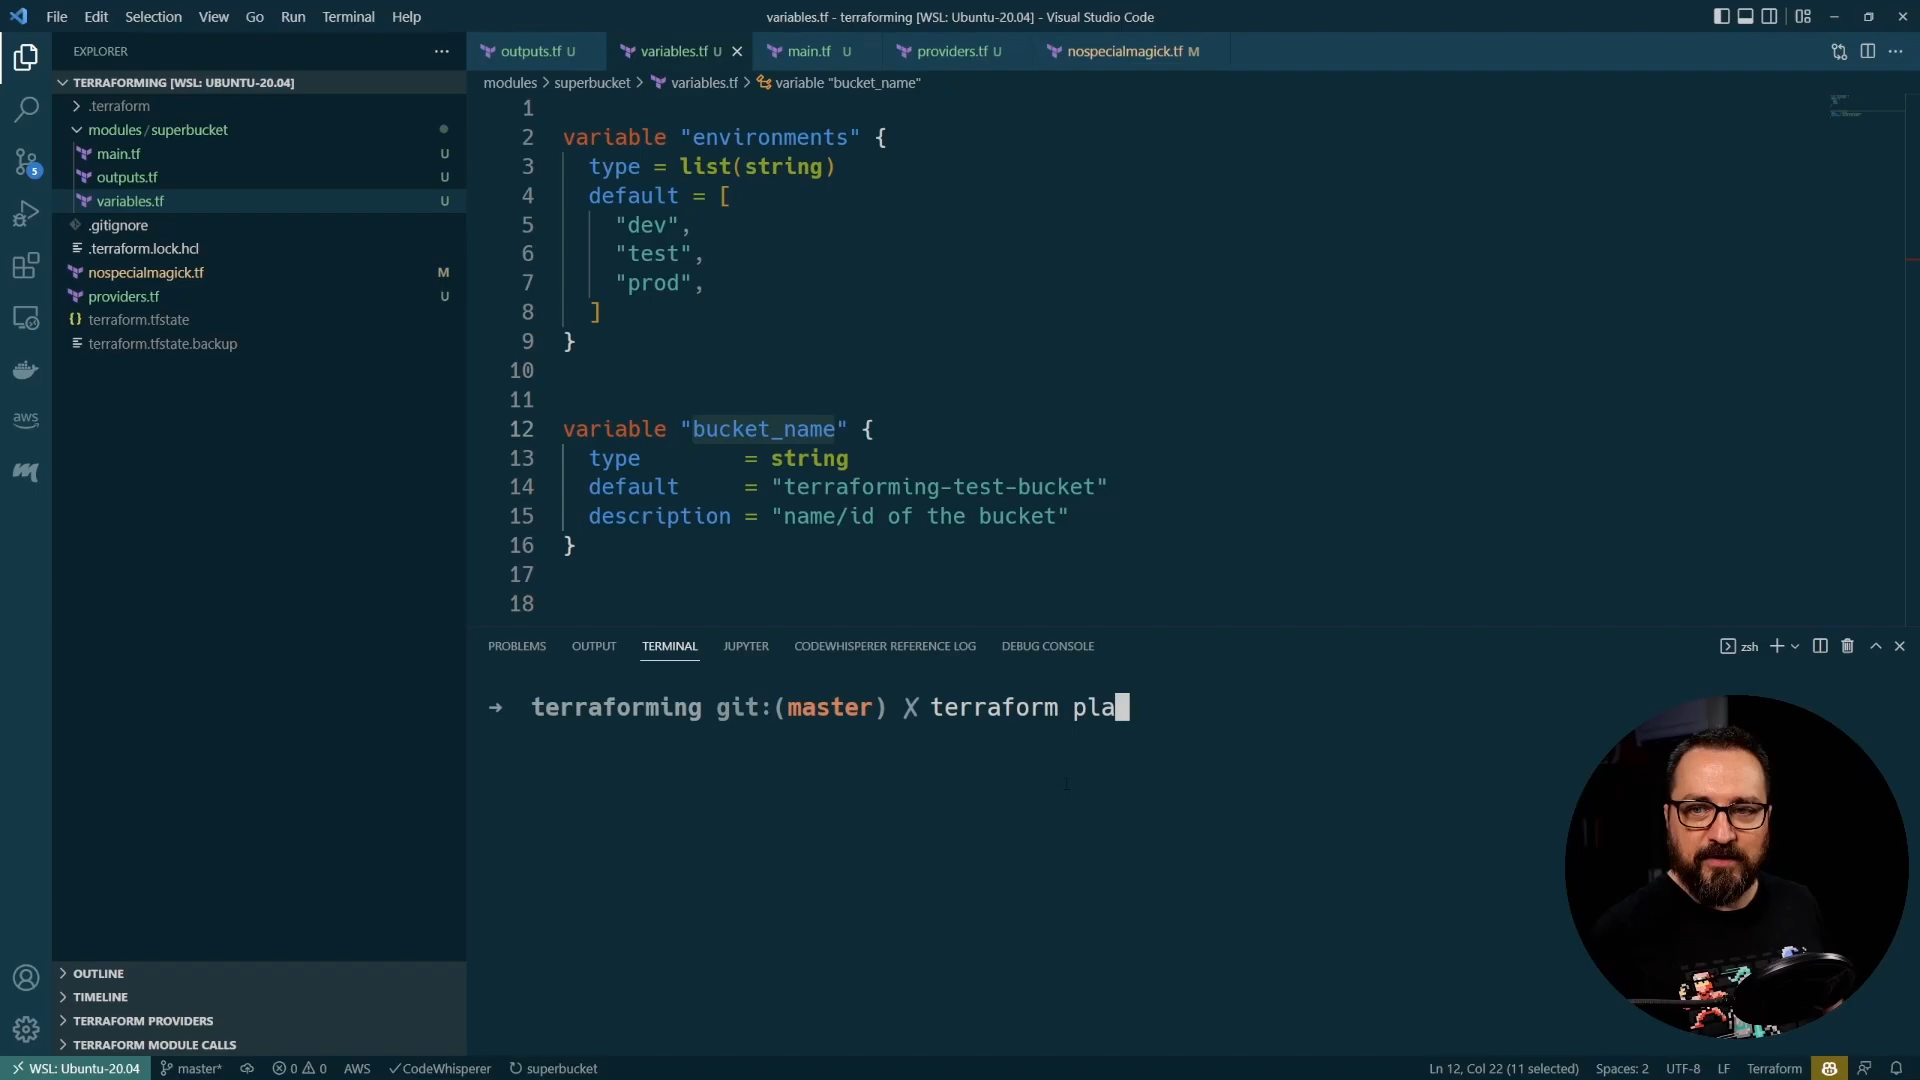 File Edit Selection View Go Run Terminal Help
variables.tf - terraforming [WSL: Ubuntu-20.04] - Visual Studio Code
EXPLORER
TERRAFORMING [WSL: UBUNTU-20.04]
.terraform
modules / superbucket
main.tf U
outputs.tf U
variables.tf U
.gitignore
.terraform.lock.hcl
nospecialmagick.tf M
providers.tf U
terraform.tfstate
terraform.tfstate.backup
5
aws
OUTLINE
TIMELINE
TERRAFORM PROVIDERS
TERRAFORM MODULE CALLS
outputs.tf U variables.tf U main.tf U providers.tf U nospecialmagick.tf M
modules > superbucket > variables.tf > variable "bucket_name"
1
2 variable "environments" {
3 type = list(string)
4 default = [
5 "dev",
6 "test",
7 "prod",
8 ]
9 }
10
11
12 variable "bucket_name" {
13 type = string
14 default = "terraforming-test-bucket"
15 description = "name/id of the bucket"
16 }
17
18
PROBLEMS OUTPUT TERMINAL JUPYTER CODEWHISPERER REFERENCE LOG DEBUG CONSOLE
zsh
➜ terraforming git:(master) ✗ terraform pla
WSL: Ubuntu-20.04 master* 0 0 AWS CodeWhisperer superbucket
Ln 12, Col 22 (11 selected) Spaces: 2 UTF-8 LF Terraform